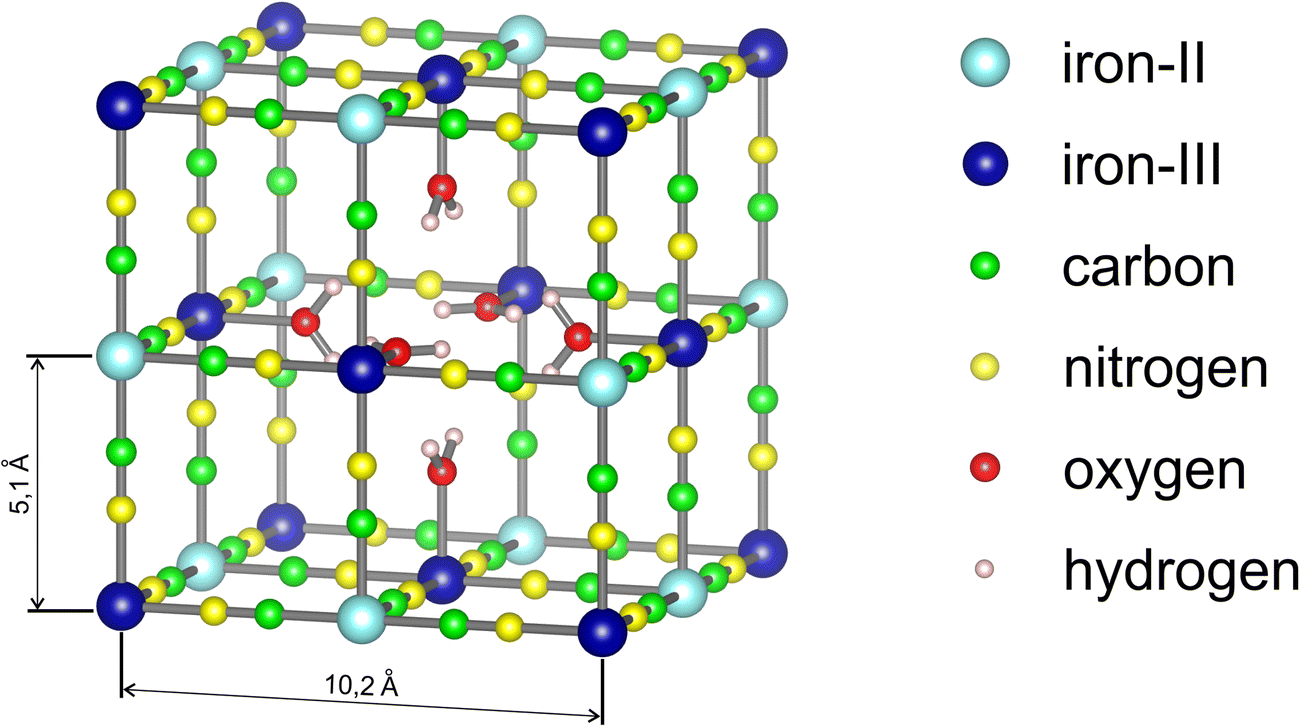 iron-II
iron-III
carbon
nitrogen
oxygen
hydrogen
5,1 Å
10,2 Å